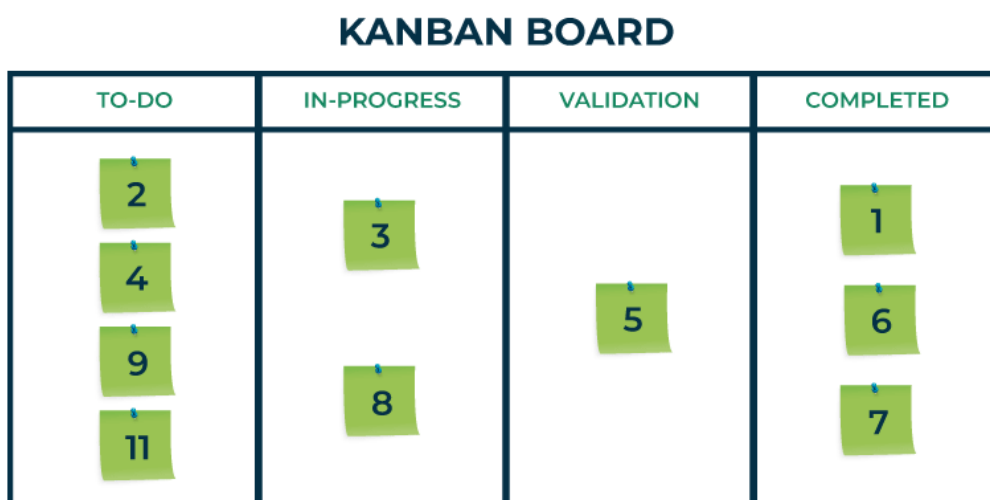 KANBAN BOARD
TO-DO
IN-PROGRESS
VALIDATION
COMPLETED
2
4
9
11
3
8
5
1
6
7